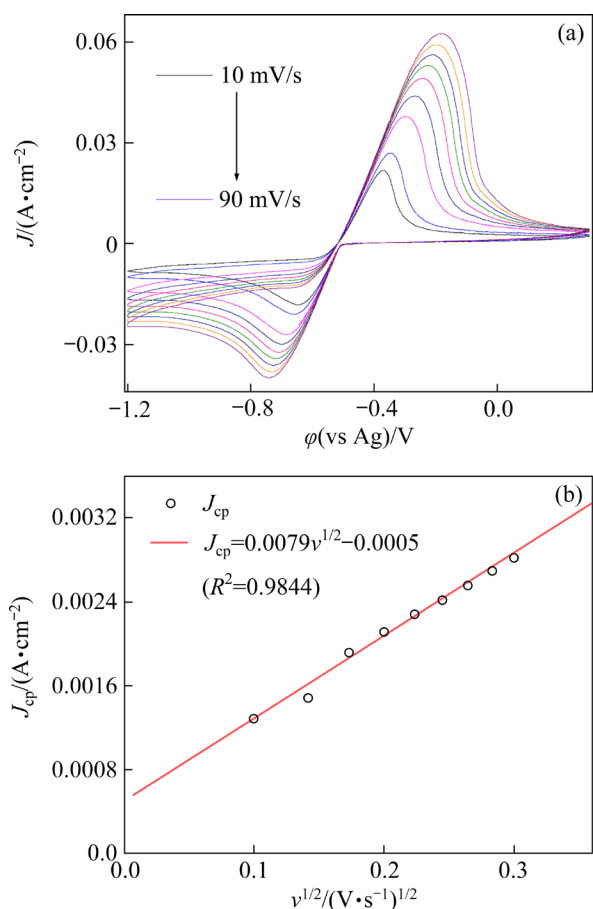 (a)
0.06
0.03
0
−0.03
J/(A•cm−2)
10 mV/s
90 mV/s
−1.2
−0.8
−0.4
0.0
φ(vs Ag)/V
(b)
0.0032
0.0024
0.0016
0.0008
0.0
Jcp/(A•cm−2)
Jcp
Jcp=0.0079v1/2−0.0005
(R2=0.9844)
0.0
0.1
0.2
0.3
v1/2/(V•s−1)1/2